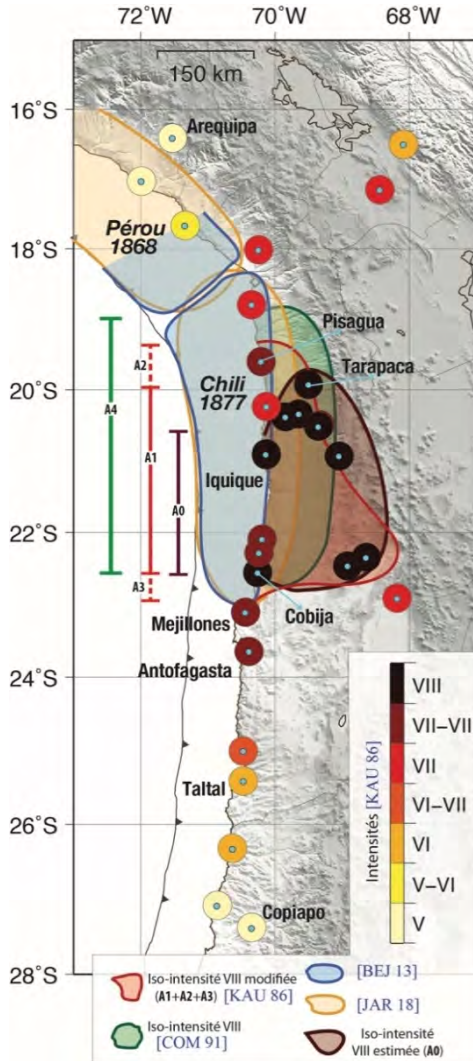 72°W
70°W
68°W
150 km
16°S
Arequipa
Pérou
1868
18°S
Pisagua
A2
Tarapaca
20°S
Chili
1877
A4
A1
A0
Iquique
22°S
A3
Cobija
Mejillones
Antofagasta
24°S
Taltal
26°S
Copiapo
28°S
Intensités [KAU 86]
VIII
VII–VII
VII
VI–VII
VI
V–VI
V
Iso-intensité VIII modifiée
(A1+A2+A3) [KAU 86]
[BEJ 13]
Iso-intensité VIII
[COM 91]
[JAR 18]
Iso-intensité
VIII estimée (A0)